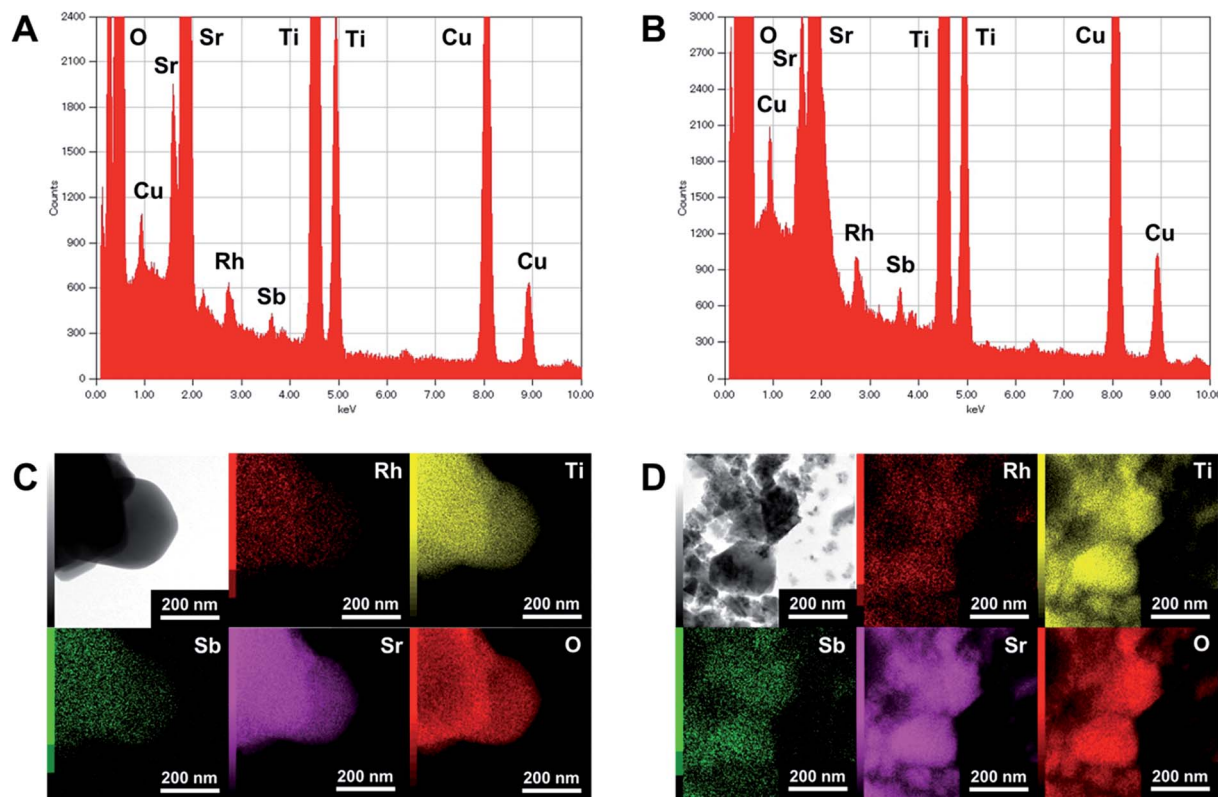 A
B
2400
2100
1800
1500
1200
900
600
300
0
Counts
O Sr Ti Ti Cu
Sr
Cu
Rh
Sb
Cu
0.00 1.00 2.00 3.00 4.00 5.00 6.00 7.00 8.00 9.00 10.00
keV
3000
2700
2400
2100
1800
1500
1200
900
600
300
0
Counts
O Sr Ti Ti Cu
Sr
Cu
Rh
Sb
Cu
0.00 1.00 2.00 3.00 4.00 5.00 6.00 7.00 8.00 9.00 10.00
keV
C
Rh Ti
200 nm 200 nm 200 nm
Sb Sr O
200 nm 200 nm 200 nm
D
Rh Ti
200 nm 200 nm 200 nm
Sb Sr O
200 nm 200 nm 200 nm